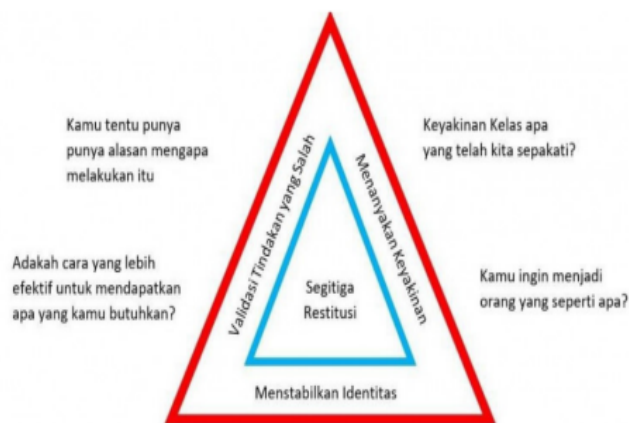 Kamu tentu punya
punya alasan mengapa
melakukan itu
Adakah cara yang lebih
efektif untuk mendapatkan
apa yang kamu butuhkan?
Validasi Tindakan yang Salah
Segitiga
Restitusi
Menanyakan Keyakinan
Menstabilkan Identitas
Keyakinan Kelas apa
yang telah kita sepakati?
Kamu ingin menjadi
orang yang seperti apa?